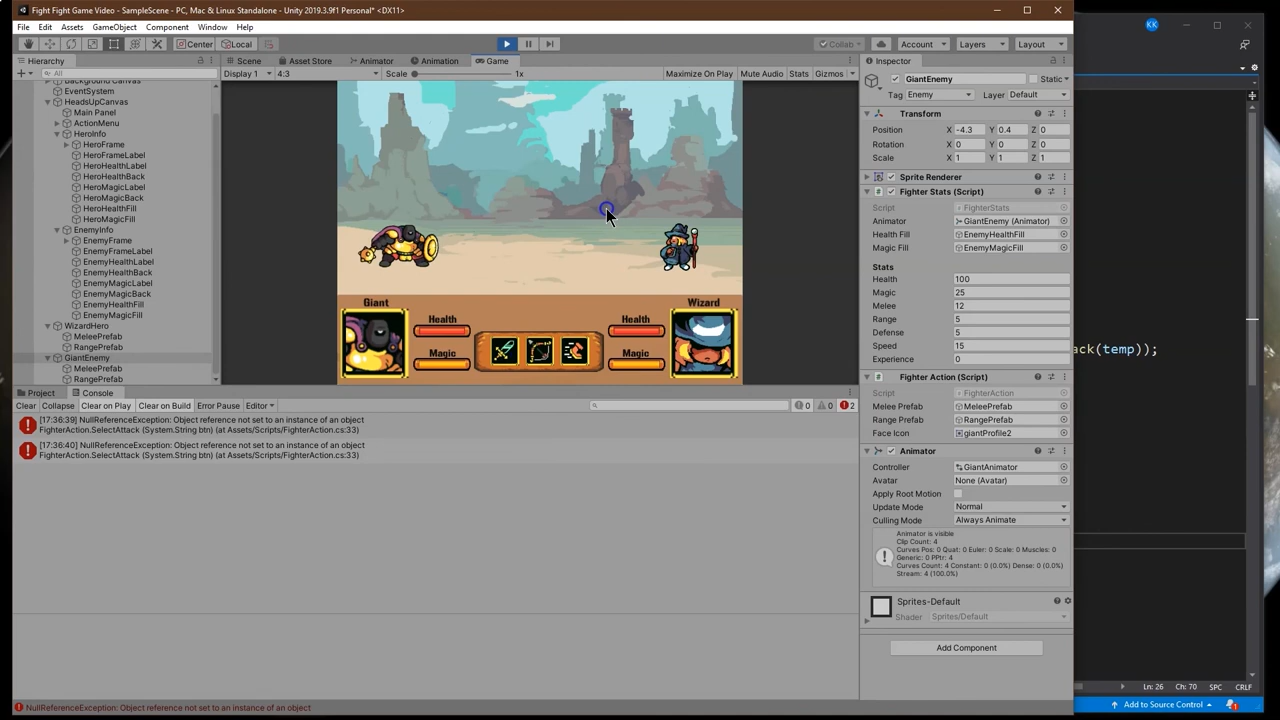 Fight Fight Game Video - SampleScene - PC, Mac & Linux Standalone - Unity 2019.3.9f1 Personal* <DX11>
File Edit Assets GameObject Component Window Help
Center Local
Collab Account Layers Layout
Hierarchy
All
Background Canvas
EventSystem
HeadsUpCanvas
Main Panel
ActionMenu
HeroInfo
HeroFrame
HeroFrameLabel
HeroHealthLabel
HeroHealthBack
HeroMagicLabel
HeroMagicBack
HeroHealthFill
HeroMagicFill
EnemyInfo
EnemyFrame
EnemyFrameLabel
EnemyHealthLabel
EnemyHealthBack
EnemyMagicLabel
EnemyMagicBack
EnemyHealthFill
EnemyMagicFill
WizardHero
MeleePrefab
RangePrefab
GiantEnemy
MeleePrefab
RangePrefab
Scene Asset Store Animator Animation Game
Display 1 4:3 Scale 1x Maximize On Play Mute Audio Stats Gizmos
Giant Wizard
Health Health
Magic Magic
Project Console
Clear Collapse Clear on Play Clear on Build Error Pause Editor 0 0 2
[17:36:39] NullReferenceException: Object reference not set to an instance of an object
FighterAction.SelectAttack (System.String btn) (at Assets/Scripts/FighterAction.cs:33)
[17:36:40] NullReferenceException: Object reference not set to an instance of an object
FighterAction.SelectAttack (System.String btn) (at Assets/Scripts/FighterAction.cs:33)
NullReferenceException: Object reference not set to an instance of an object
Inspector
GiantEnemy Static
Tag Enemy Layer Default
Transform
Position X -4.3 Y 0.4 Z 0
Rotation X 0 Y 0 Z 0
Scale X 1 Y 1 Z 1
Sprite Renderer
Fighter Stats (Script)
Script FighterStats
Animator GiantEnemy (Animator)
Health Fill EnemyHealthFill
Magic Fill EnemyMagicFill
Stats
Health 100
Magic 25
Melee 12
Range 5
Defense 5
Speed 15
Experience 0
Fighter Action (Script)
Script FighterAction
Melee Prefab MeleePrefab
Range Prefab RangePrefab
Face Icon giantProfile2
Animator
Controller GiantAnimator
Avatar None (Avatar)
Apply Root Motion
Update Mode Normal
Culling Mode Always Animate
Animator is visible
Clip Count: 4
Curves Pos: 0 Quat: 0 Euler: 0 Scale: 0 Muscles: 0
Generic: 0 PPtr: 4
Curves Count: 4 Constant: 0 (0.0%) Dense: 0 (0.0%)
Stream: 4 (100.0%)
Sprites-Default
Shader Sprites/Default
Add Component
KK
ack(temp));
Ln: 26 Ch: 70 SPC CRLF
Add to Source Control 1